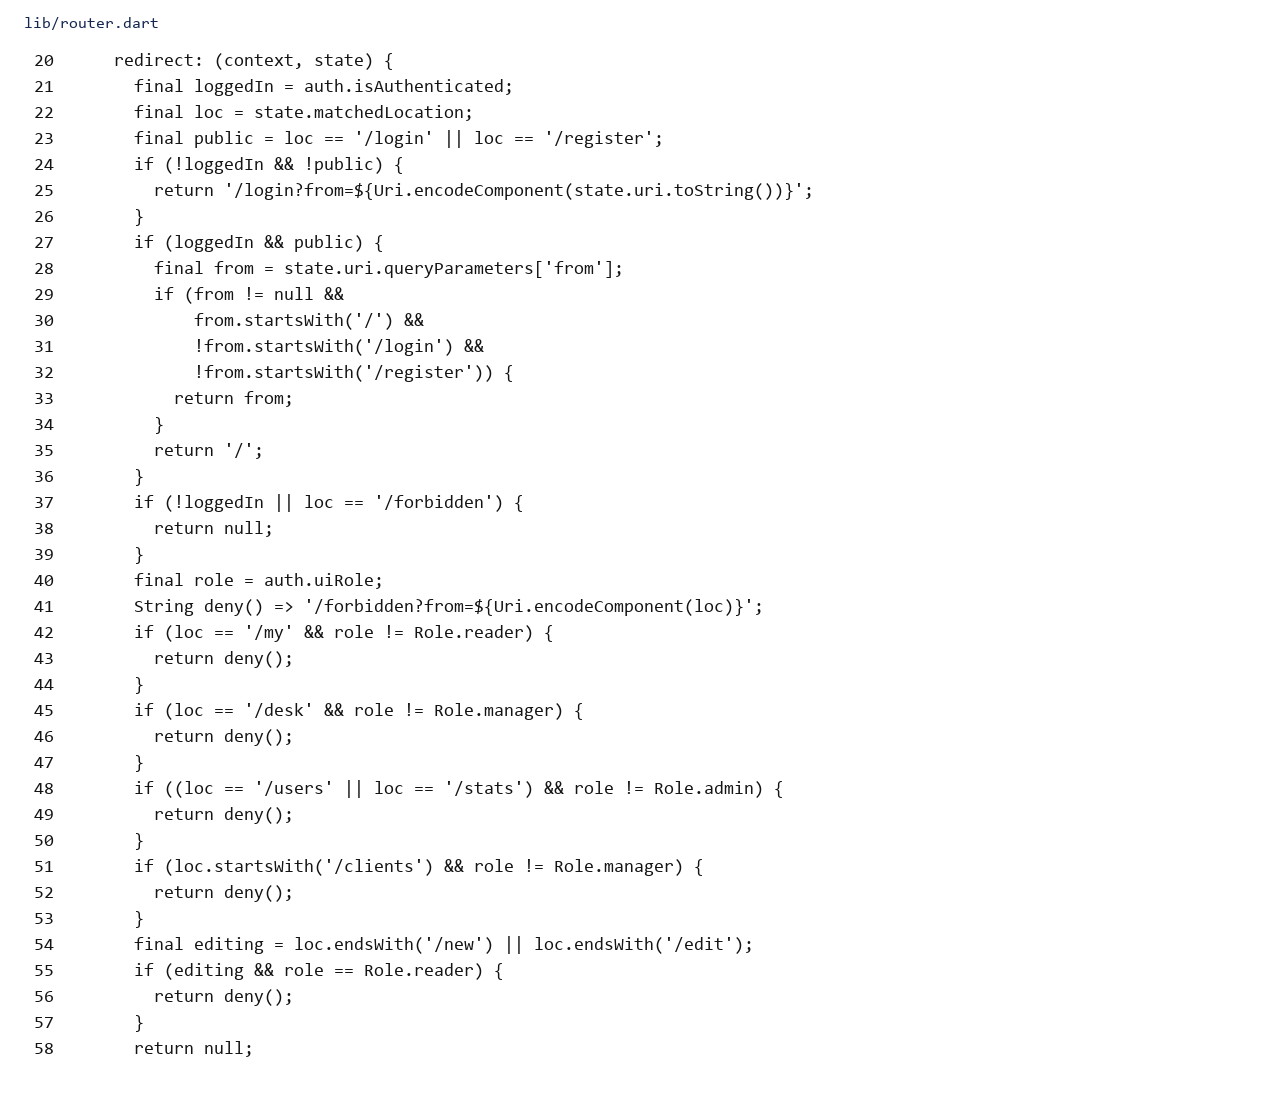 lib/router.dart
20      redirect: (context, state) {
21        final loggedIn = auth.isAuthenticated;
22        final loc = state.matchedLocation;
23        final public = loc == '/login' || loc == '/register';
24        if (!loggedIn && !public) {
25          return '/login?from=${Uri.encodeComponent(state.uri.toString())}';
26        }
27        if (loggedIn && public) {
28          final from = state.uri.queryParameters['from'];
29          if (from != null &&
30              from.startsWith('/') &&
31              !from.startsWith('/login') &&
32              !from.startsWith('/register')) {
33            return from;
34          }
35          return '/';
36        }
37        if (!loggedIn || loc == '/forbidden') {
38          return null;
39        }
40        final role = auth.uiRole;
41        String deny() => '/forbidden?from=${Uri.encodeComponent(loc)}';
42        if (loc == '/my' && role != Role.reader) {
43          return deny();
44        }
45        if (loc == '/desk' && role != Role.manager) {
46          return deny();
47        }
48        if ((loc == '/users' || loc == '/stats') && role != Role.admin) {
49          return deny();
50        }
51        if (loc.startsWith('/clients') && role != Role.manager) {
52          return deny();
53        }
54        final editing = loc.endsWith('/new') || loc.endsWith('/edit');
55        if (editing && role == Role.reader) {
56          return deny();
57        }
58        return null;